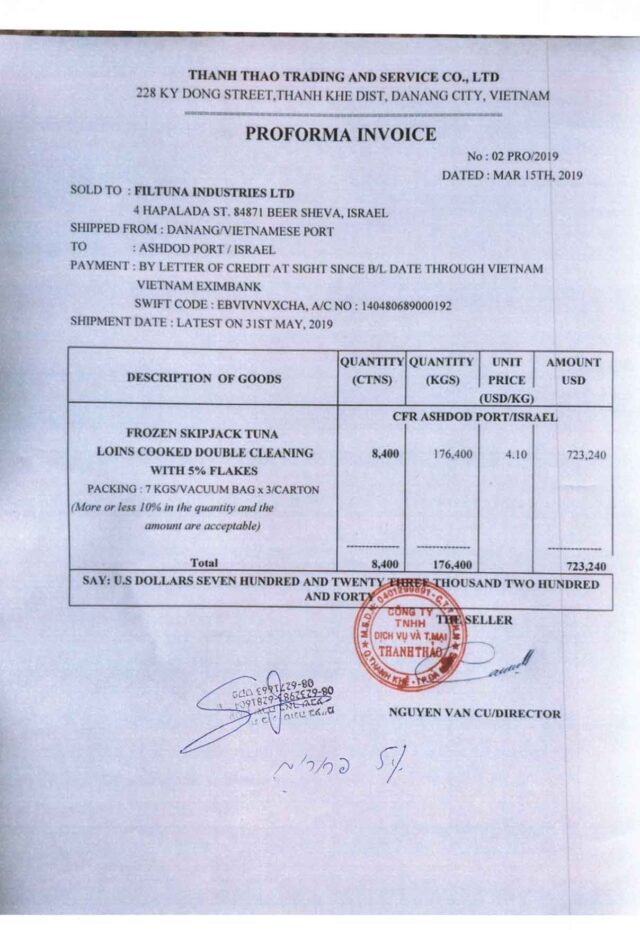 THANH THAO TRADING AND SERVICE CO., LTD
228 KY DONG STREET,THANH KHE DIST, DANANG CITY, VIETNAM
PROFORMA INVOICE
No : 02 PRO/2019
DATED : MAR 15TH, 2019
SOLD TO : FILTUNA INDUSTRIES LTD
4 HAPALADA ST. 84871 BEER SHEVA, ISRAEL
SHIPPED FROM : DANANG/VIETNAMESE PORT
TO : ASHDOD PORT / ISRAEL
PAYMENT : BY LETTER OF CREDIT AT SIGHT SINCE B/L DATE THROUGH VIETNAM
VIETNAM EXIMBANK
SWIFT CODE : EBVIVNVXCHA, A/C NO : 140480689000192
SHIPMENT DATE : LATEST ON 31ST MAY, 2019
DESCRIPTION OF GOODS QUANTITY (CTNS) QUANTITY (KGS) UNIT PRICE (USD/KG) AMOUNT USD
CFR ASHDOD PORT/ISRAEL
FROZEN SKIPJACK TUNA
LOINS COOKED DOUBLE CLEANING 8,400 176,400 4.10 723,240
WITH 5% FLAKES
PACKING : 7 KGS/VACUUM BAG x 3/CARTON
(More or less 10% in the quantity and the
amount are acceptable)
Total 8,400 176,400 723,240
SAY: U.S DOLLARS SEVEN HUNDRED AND TWENTY THREE THOUSAND TWO HUNDRED
AND FORTY
THE SELLER
M.S.D.N: 0401299891
CÔNG TY
TNHH
DỊCH VỤ VÀ T.MẠI
THANH THẢO
Q.THANH KHÊ - TP.ĐÀ NẴNG
NGUYEN VAN CU/DIRECTOR